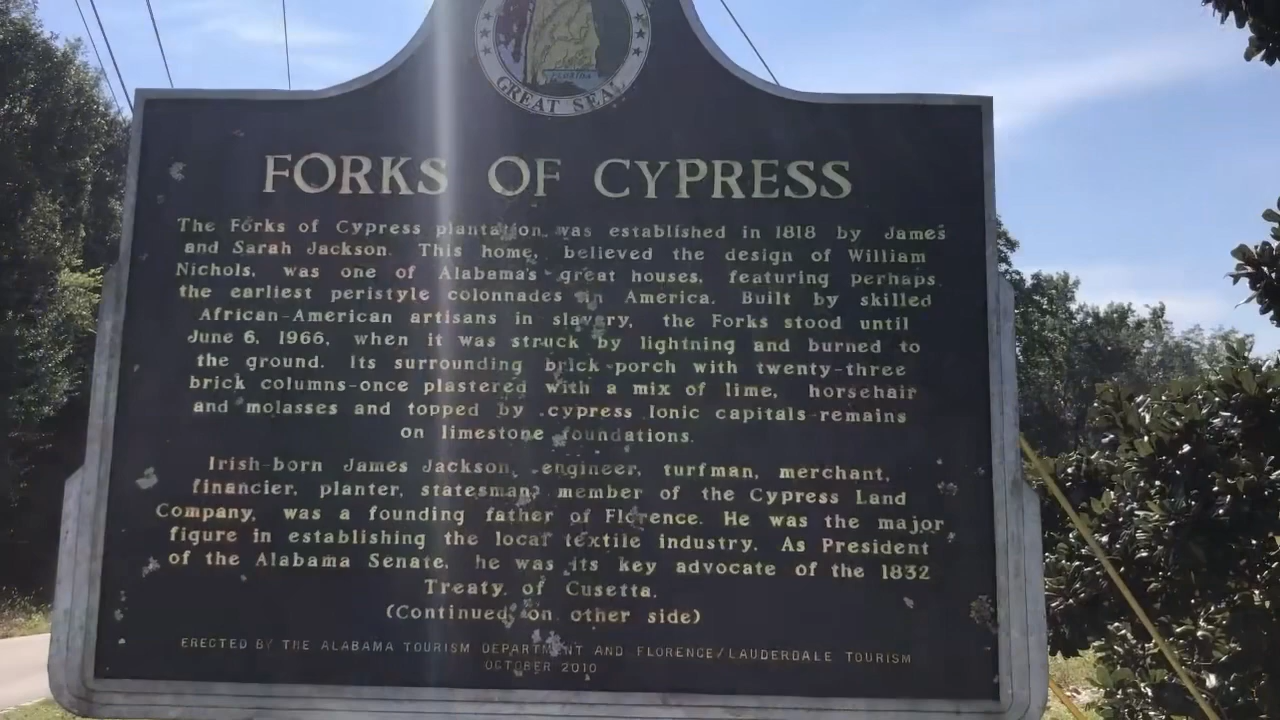 FLORIDA
GREAT SEAL
FORKS OF CYPRESS
The Forks of Cypress plantation was established in 1818 by James
and Sarah Jackson. This home, believed the design of William
Nichols, was one of Alabama's great houses, featuring perhaps
the earliest peristyle colonnades in America. Built by skilled
African-American artisans in slavery, the Forks stood until
June 6, 1966, when it was struck by lightning and burned to
the ground. Its surrounding brick porch with twenty-three
brick columns-once plastered with a mix of lime, horsehair
and molasses and topped by cypress Ionic capitals-remains
on limestone foundations.
Irish-born James Jackson, engineer, turfman, merchant,
financier, planter, statesman, member of the Cypress Land
Company, was a founding father of Florence. He was the major
figure in establishing the local textile industry. As President
of the Alabama Senate, he was its key advocate of the 1832
Treaty of Cusetta.
(Continued on other side)
ERECTED BY THE ALABAMA TOURISM DEPARTMENT AND FLORENCE/LAUDERDALE TOURISM
OCTOBER 2010